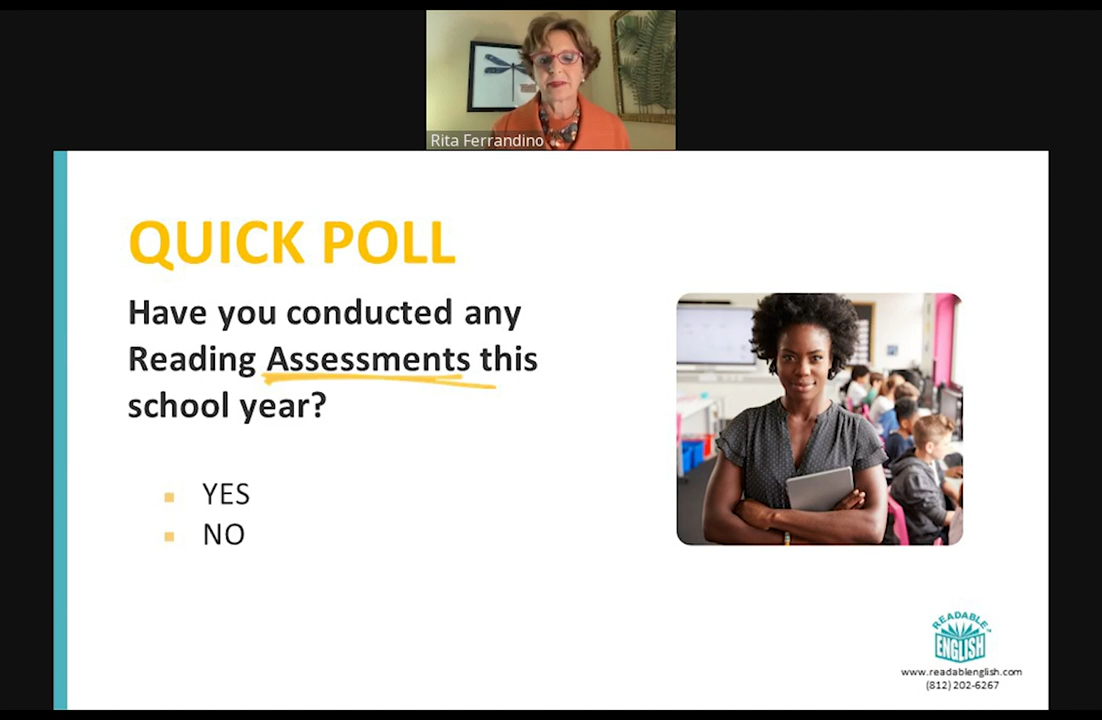 Rita Ferrandino
QUICK POLL
Have you conducted any
Reading Assessments this
school year?
YES
NO
READABLE
ENGLISH
www.readablenglish.com
(812) 202-6267